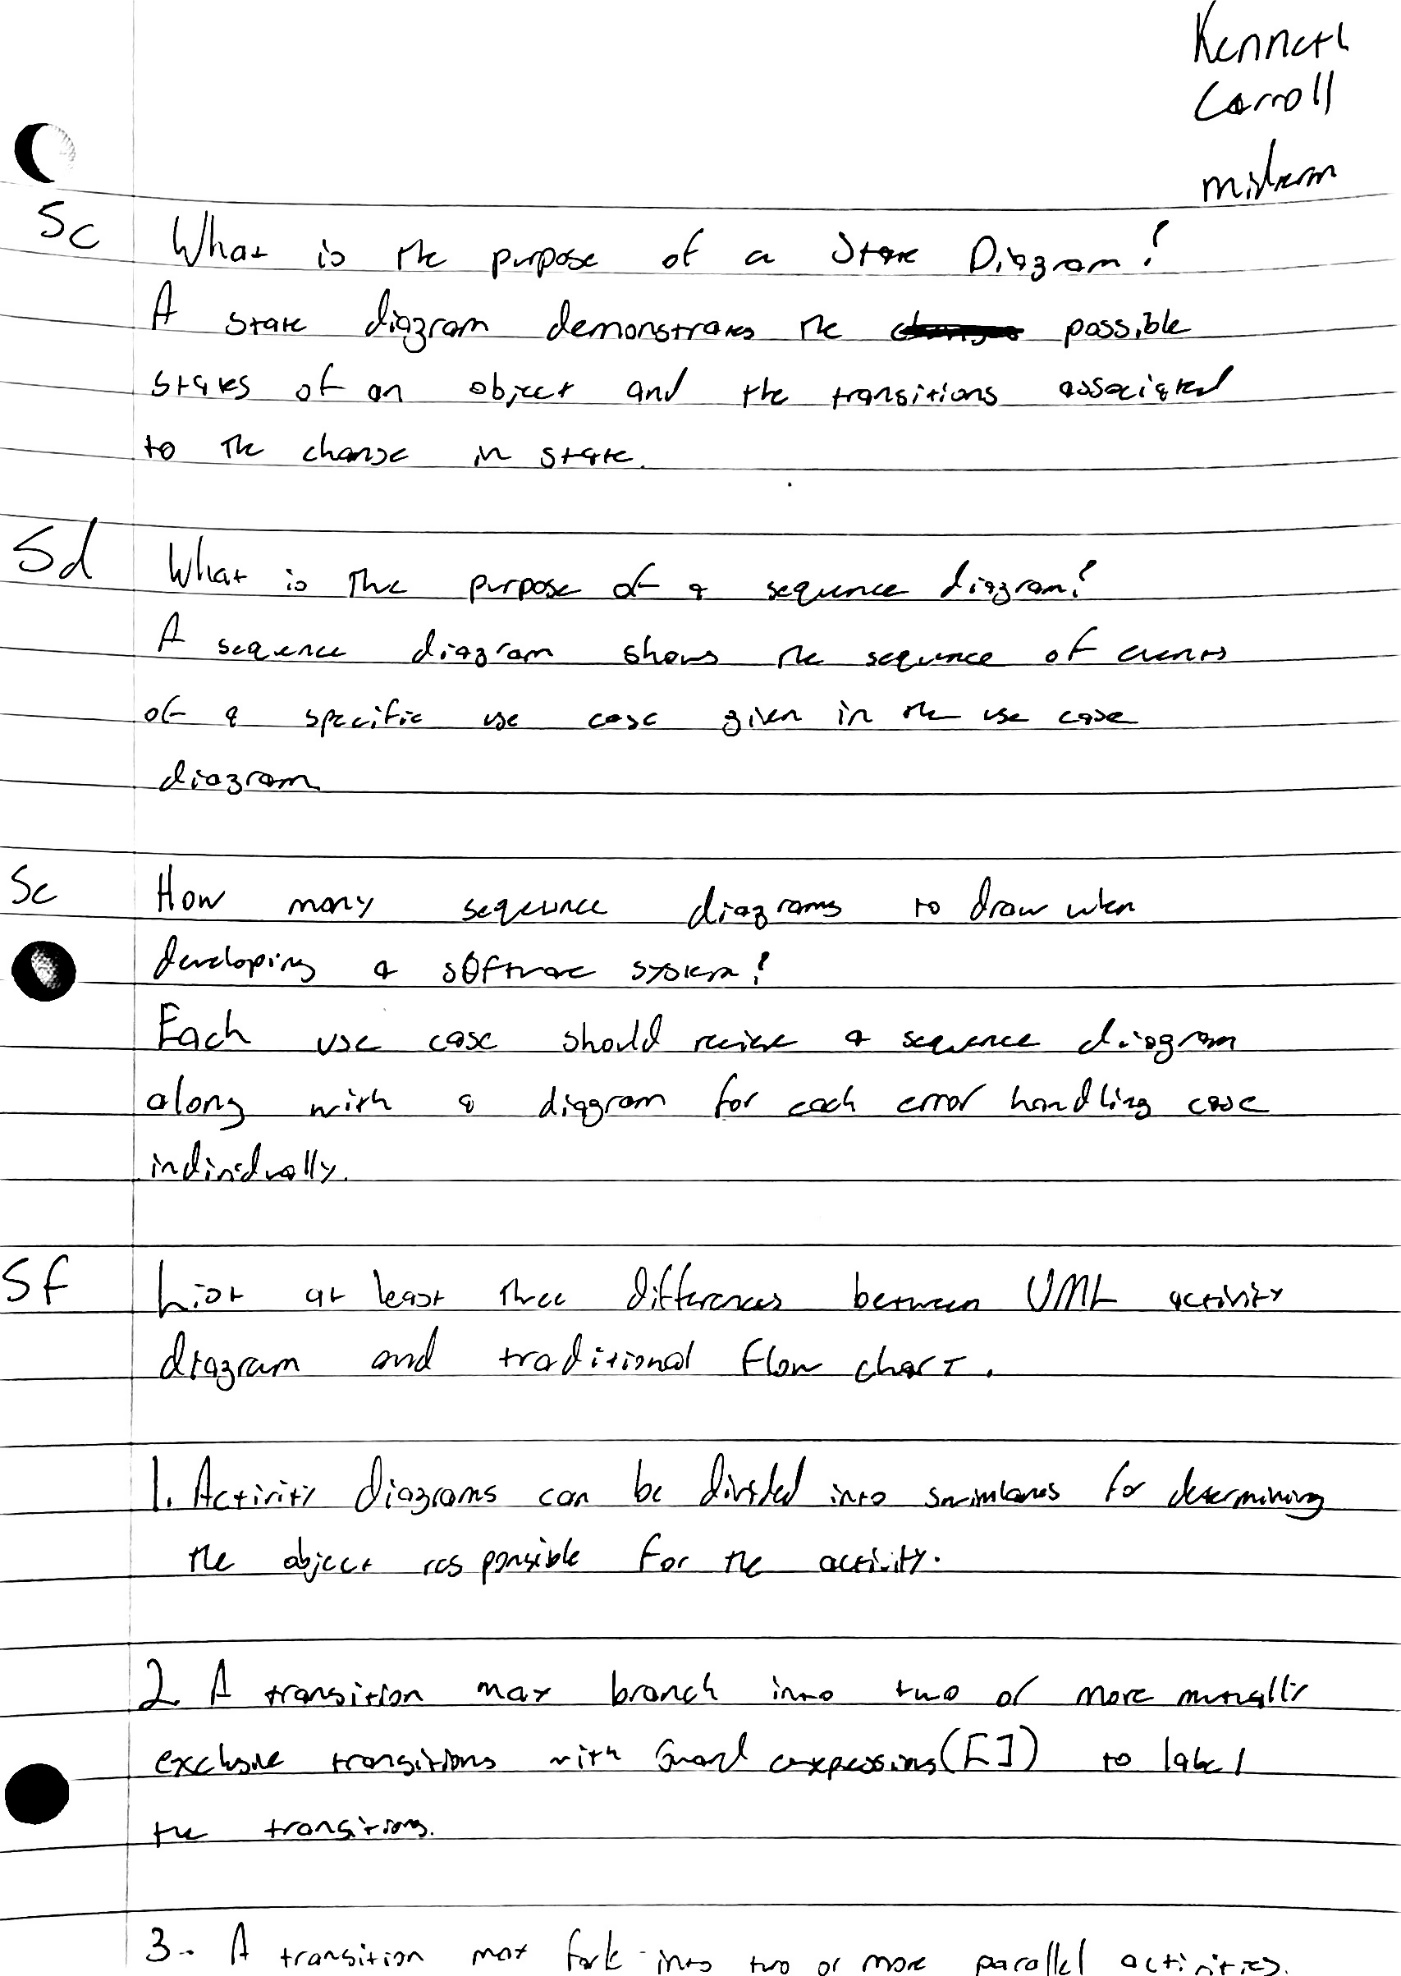 Kenneth
Carroll
midterm
5c What is the purpose of a State Diagram?
A state diagram demonstrates the possible
states of an object and the transitions associated
to the change in state.
5d What is the purpose of a sequence diagram?
A sequence diagram shows the sequence of events
of a specific use case given in the use case
diagram.
5e How many sequence diagrams to draw when
developing a software system?
Each use case should recieve a sequence diagram
along with a diagram for each error handling case
individually.
5f List at least three differences between UML activity
diagram and traditional flow chart.
1. Activity diagrams can be divided into swimlanes for determining
the object responsible for the activity.
2. A transition may branch into two or more mutually
exclusive transitions with Guard expressions([]) to label
the transitions.
3. A transition may fork into two or more parallel activities.